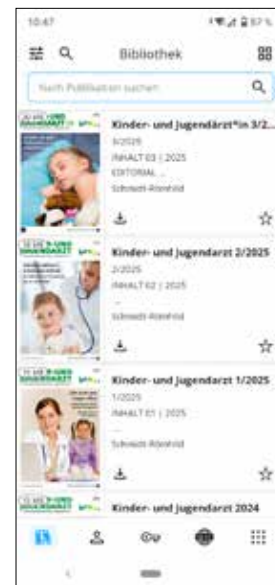 10:47
87 %
Bibliothek
Nach Publikation suchen
Kinder- und Jugendärzt*in 3/2...
3/2025
INHALT 03 | 2025
EDITORIAL ...
Schmidt-Römhild
Kinder- und Jugendarzt 2/2025
2/2025
INHALT 02 | 2025
...
Schmidt-Römhild
Kinder- und Jugendarzt 1/2025
1/2025
INHALT 01 | 2025
...
Schmidt-Römhild
Kinder- und Jugendarzt 2024